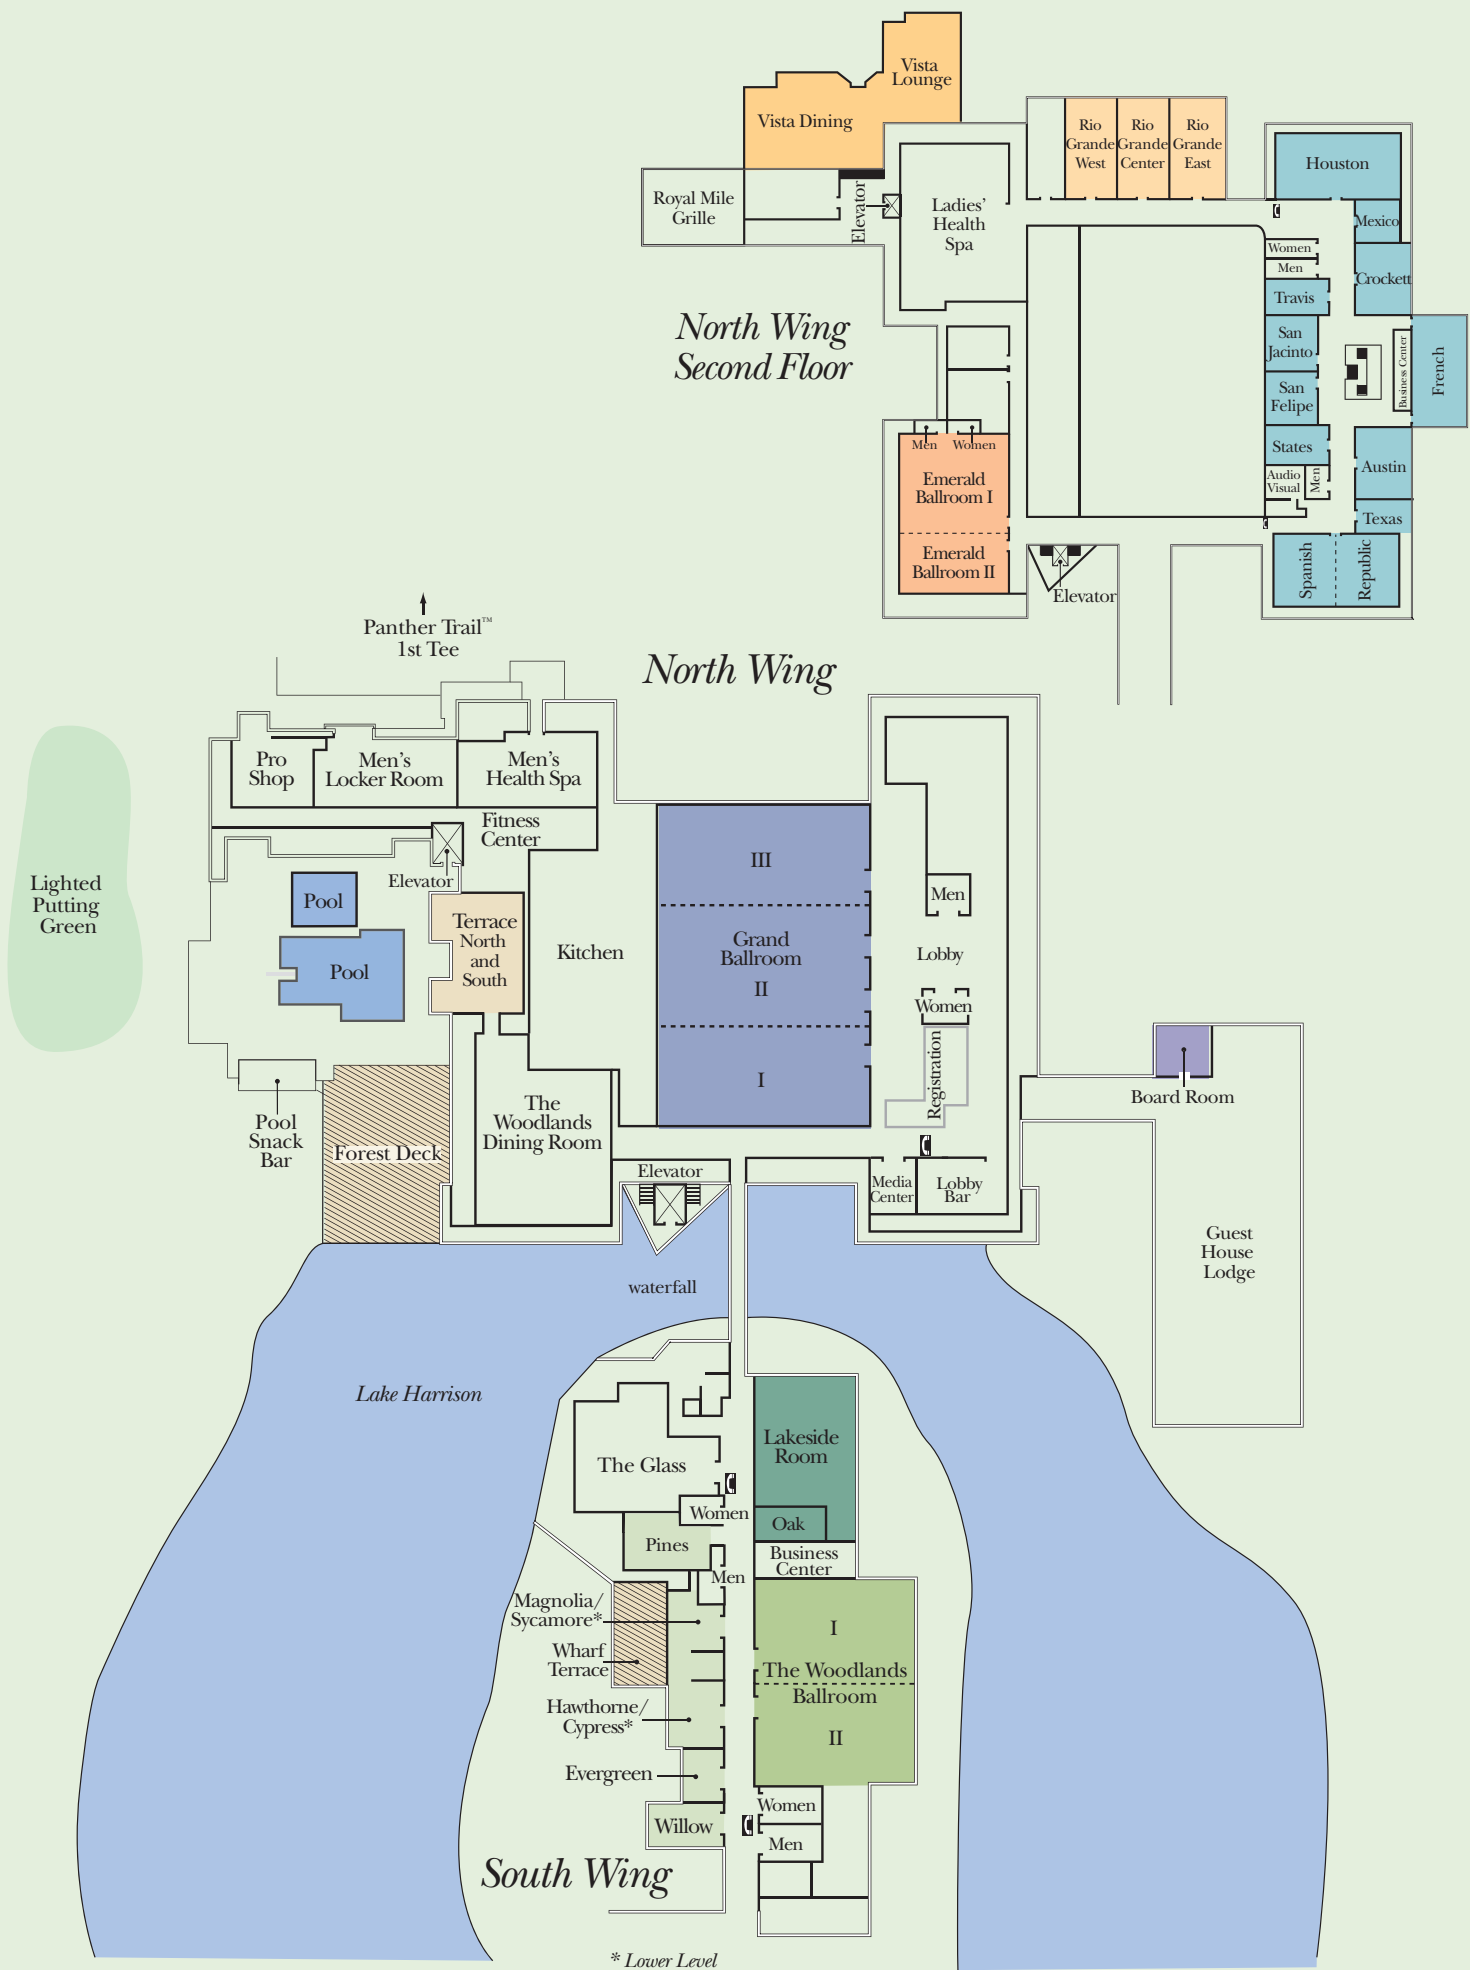 Vista
Lounge
Vista Dining
Rio
Grande
West
Rio
Grande
Center
Rio
Grande
East
Houston
Royal Mile
Grille
Elevator
Ladies'
Health
Spa
Mexico
Women
Men
Crockett
Travis
San
Jacinto
Business Center
French
San
Felipe
States
Austin
Audio
Visual
Men
Texas
Spanish
Republic
North Wing
Second Floor
Men
Women
Emerald
Ballroom I
Emerald
Ballroom II
Elevator
Panther Trail™
1st Tee
North Wing
Pro
Shop
Men's
Locker Room
Men's
Health Spa
Fitness
Center
Elevator
Lighted
Putting
Green
Pool
Pool
Terrace
North
and
South
Kitchen
III
Grand
Ballroom
II
I
Men
Lobby
Women
Registration
Board Room
Pool
Snack
Bar
Forest Deck
The
Woodlands
Dining Room
Elevator
Media
Center
Lobby
Bar
Guest
House
Lodge
waterfall
Lake Harrison
Lakeside
Room
The Glass
Women
Oak
Pines
Business
Center
Men
Magnolia/
Sycamore*
I
Wharf
Terrace
The Woodlands
Ballroom
Hawthorne/
Cypress*
II
Evergreen
Women
Willow
Men
South Wing
* Lower Level